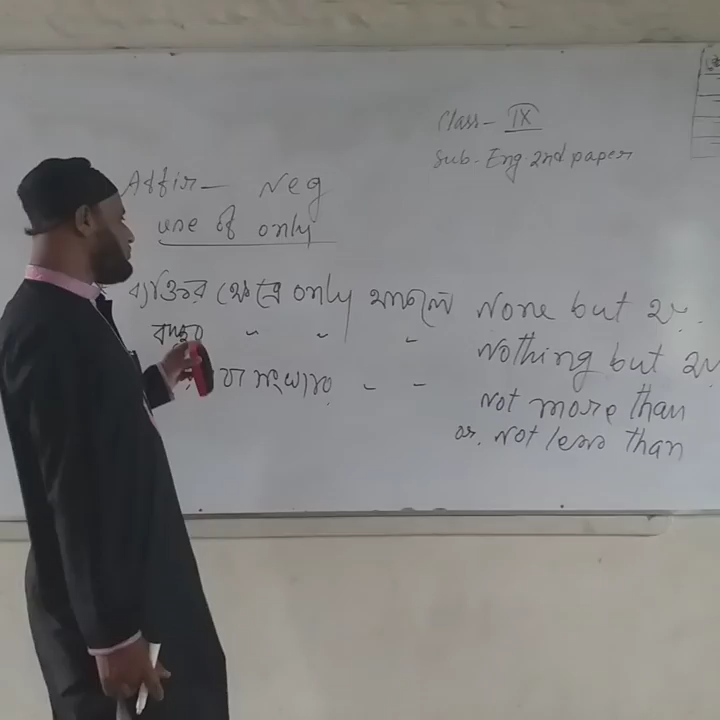 Class- IX
Sub- Eng 2nd paper
Affir- Neg
use of only
ব্যক্তির ক্ষেত্রে only থাকলে None but হয়.
বস্তুর " " " Nothing but হয়
বা সংখ্যার " " not more than
or, not less than